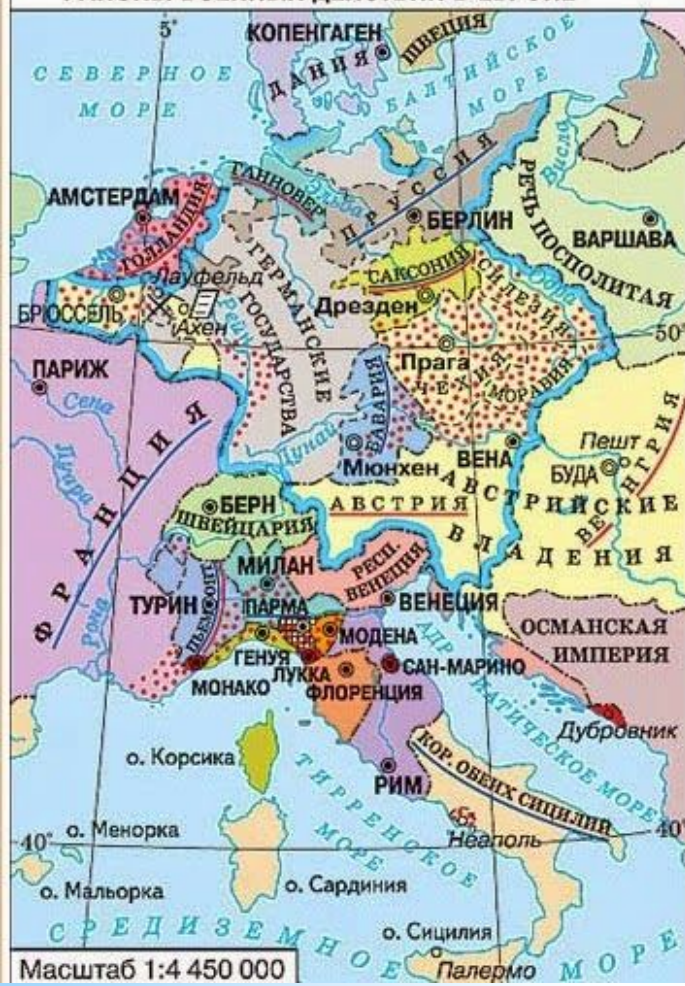 5°
КОПЕНГАГЕН
ШВЕЦИЯ
ДАНИЯ
СЕВЕРНОЕ
МОРЕ
БАЛТИЙСКОЕ
МОРЕ
ГАННОВЕР
Эльба
ПРУССИЯ
Висла
РЕЧЬ ПОСПОЛИТАЯ
АМСТЕРДАМ
ГОЛЛАНДИЯ
БЕРЛИН
ВАРШАВА
Лауфельд
ГЕРМАНСКИЕ
ГОСУДАРСТВА
САКСОНИЯ
СИЛЕЗИЯ
Одра
БРЮССЕЛЬ
Ахен
Рейн
Дрезден
50°
ПАРИЖ
Сена
Прага
ЧЕХИЯ
МОРАВИЯ
БАВАРИЯ
Луара
ФРАНЦИЯ
Дунай
Мюнхен
ВЕНА
Пешт
БУДА
ВЕНГРИЯ
БЕРН
ШВЕЙЦАРИЯ
АВСТРИЯ
АВСТРИЙСКИЕ
ВЛАДЕНИЯ
МИЛАН
РЕСП.
ВЕНЕЦИЯ
Рона
ТУРИН
ПЬЕМОНТ
ПАРМА
ВЕНЕЦИЯ
МОДЕНА
ОСМАНСКАЯ
ИМПЕРИЯ
ГЕНУЯ
МОНАКО
ЛУККА
САН-МАРИНО
ФЛОРЕНЦИЯ
АДРИАТИЧЕСКОЕ МОРЕ
Дубровник
о. Корсика
РИМ
КОР. ОБЕИХ СИЦИЛИЙ
ТИРРЕНСКОЕ
МОРЕ
Неаполь
40°
о. Менорка
40°
о. Мальорка
о. Сардиния
СРЕДИЗЕМНОЕ МОРЕ
о. Сицилия
Палермо
Масштаб 1:4 450 000